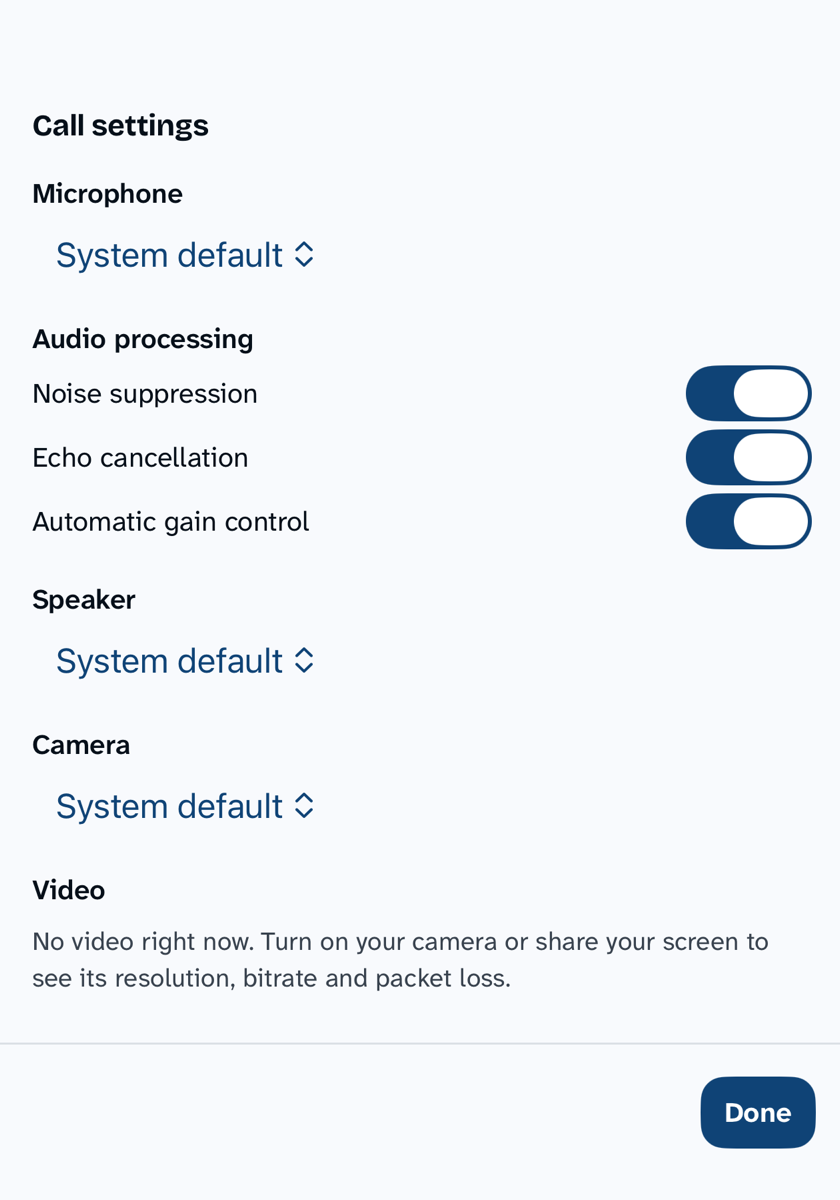 Call settings
Microphone
System default
Audio processing
Noise suppression
Echo cancellation
Automatic gain control
Speaker
System default
Camera
System default
Video
No video right now. Turn on your camera or share your screen to
see its resolution, bitrate and packet loss.
Done